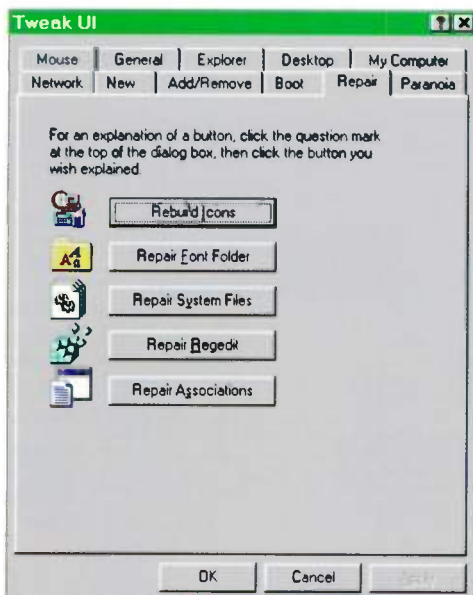 Tweak UI
Mouse General Explorer Desktop My Computer
Network New Add/Remove Boot Repair Paranoia
For an explanation of a button, click the question mark
at the top of the dialog box, then click the button you
wish explained.
Rebuild Icons
Repair Font Folder
Repair System Files
Repair Regedit
Repair Associations
OK Cancel Apply